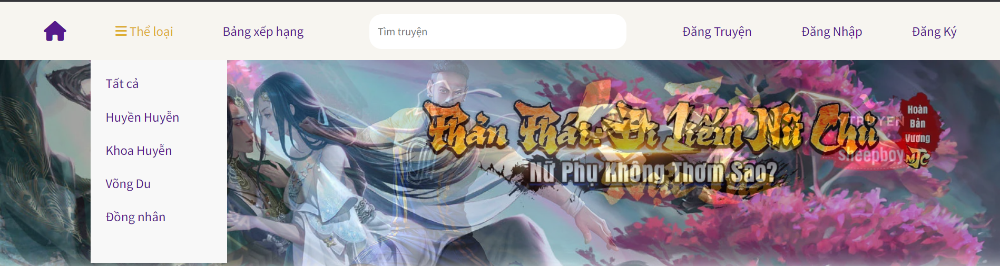 Thể loại
Bảng xếp hạng
Tìm truyện
Đăng Truyện
Đăng Nhập
Đăng Ký
Tất cả
Huyền Huyễn
Khoa Huyễn
Võng Du
Đồng nhân
Phản Phái: Đi Liếm Nữ Chủ
Nữ Phụ Không Thơm Sao?
Hoàn
Bản
Vương
YTRUYEN
sheepboy
MTC